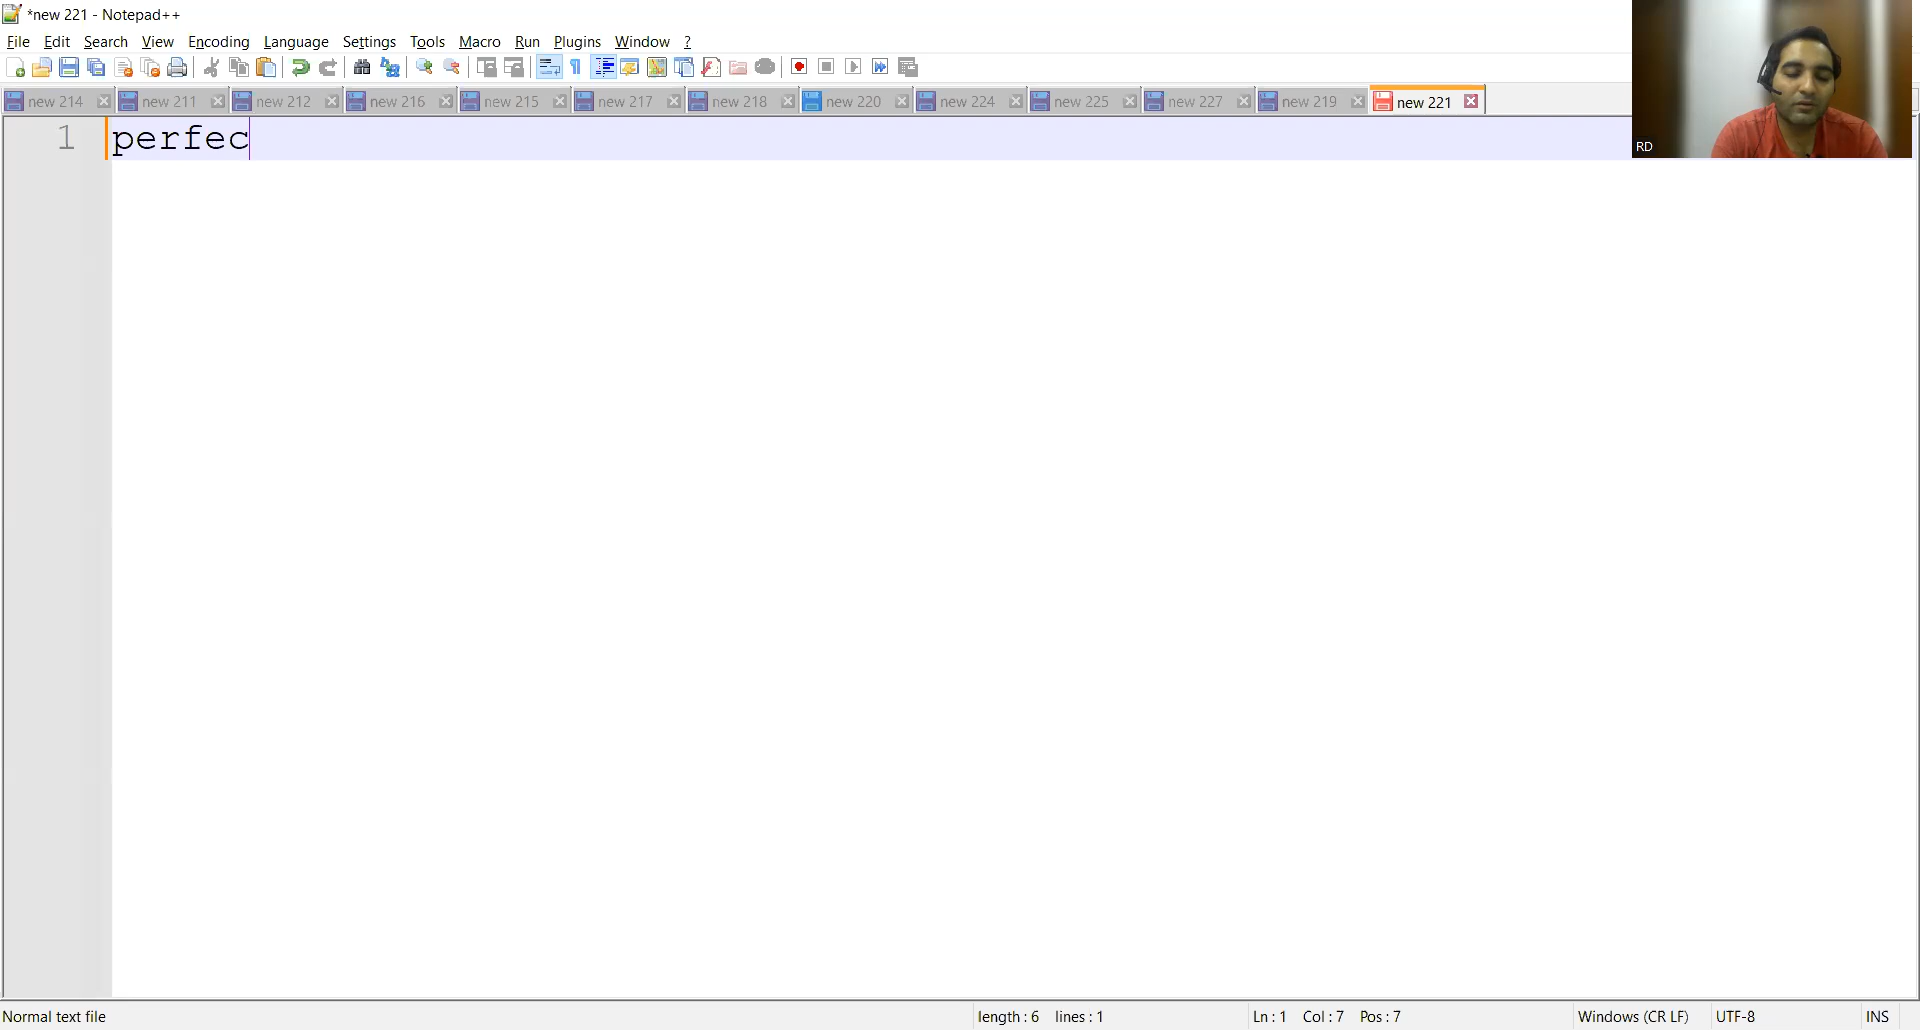 *new 221 - Notepad++
File Edit Search View Encoding Language Settings Tools Macro Run Plugins Window ?
new 214 new 211 new 212 new 216 new 215 new 217 new 218 new 220 new 224 new 225 new 227 new 219 new 221
RD
1 perfec
Normal text file length : 6 lines : 1 Ln : 1 Col : 7 Pos : 7 Windows (CR LF) UTF-8 INS